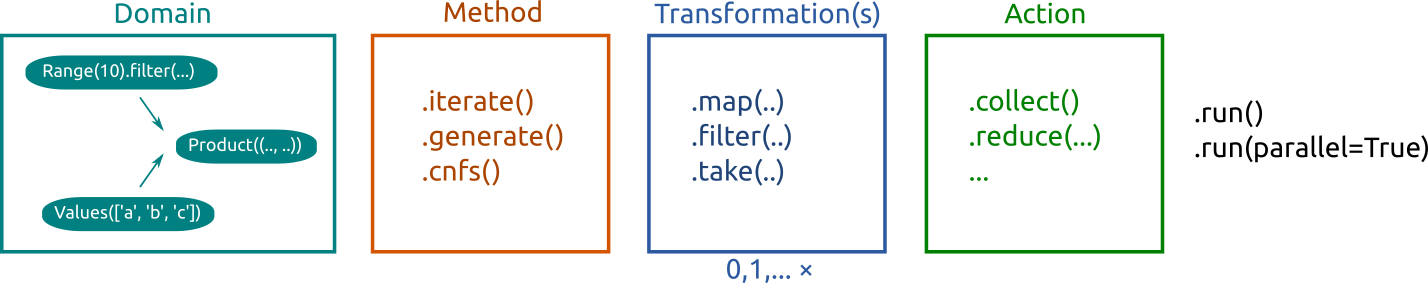 Domain
Range(10).filter(...)
Product((.., ..))
Values(['a', 'b', 'c'])
Method
.iterate()
.generate()
.cnfs()
Transformation(s)
.map(..)
.filter(..)
.take(..)
0,1,... ×
Action
.collect()
.reduce(...)
...
.run()
.run(parallel=True)